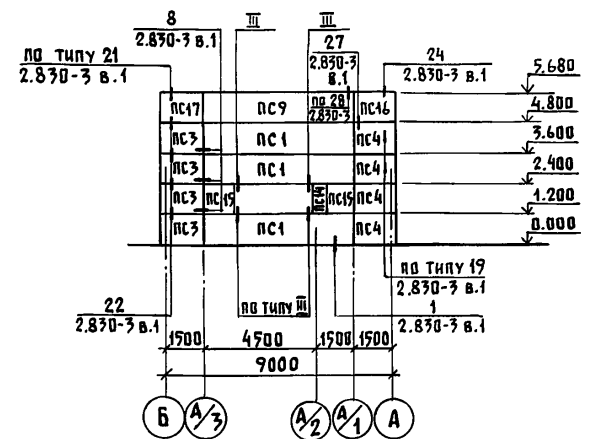 8
2.830-3 в.1
III
III
27
2.830-3
в.1
24
2.830-3 в.1
по типу 21
2.830-3 в.1
5.680
ПС17
ПС9
по 28
2.830-3
ПС16
4.800
ПС3
ПС1
ПС4
3.600
ПС3
ПС1
ПС4
2.400
ПС3
ПС15
ПС14
ПС15
ПС4
1.200
ПС3
ПС1
ПС4
0.000
по типу 19
2.830-3 в.1
22
2.830-3 в.1
по типу III
1
2.830-3 в.1
1500
4500
1500
1500
9000
Б
А/3
А/2
А/1
А